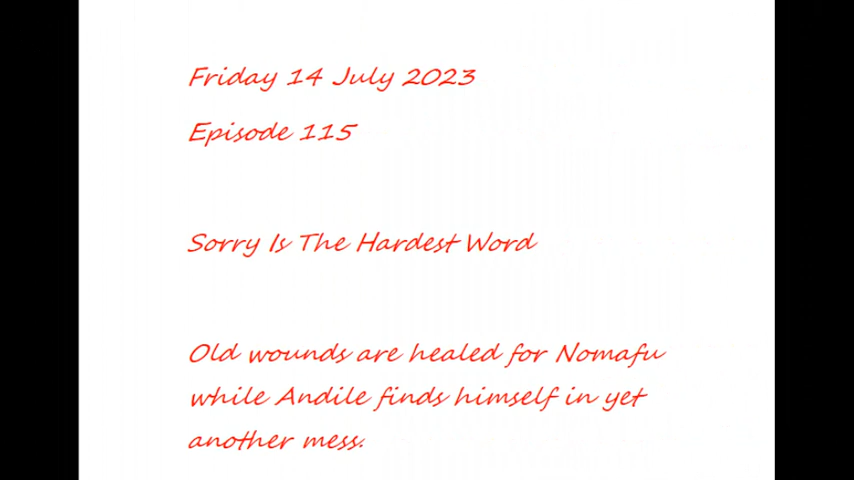 Friday 14 July 2023
Episode 115
Sorry Is The Hardest Word
Old wounds are healed for Nomafu
while Andile finds himself in yet
another mess.